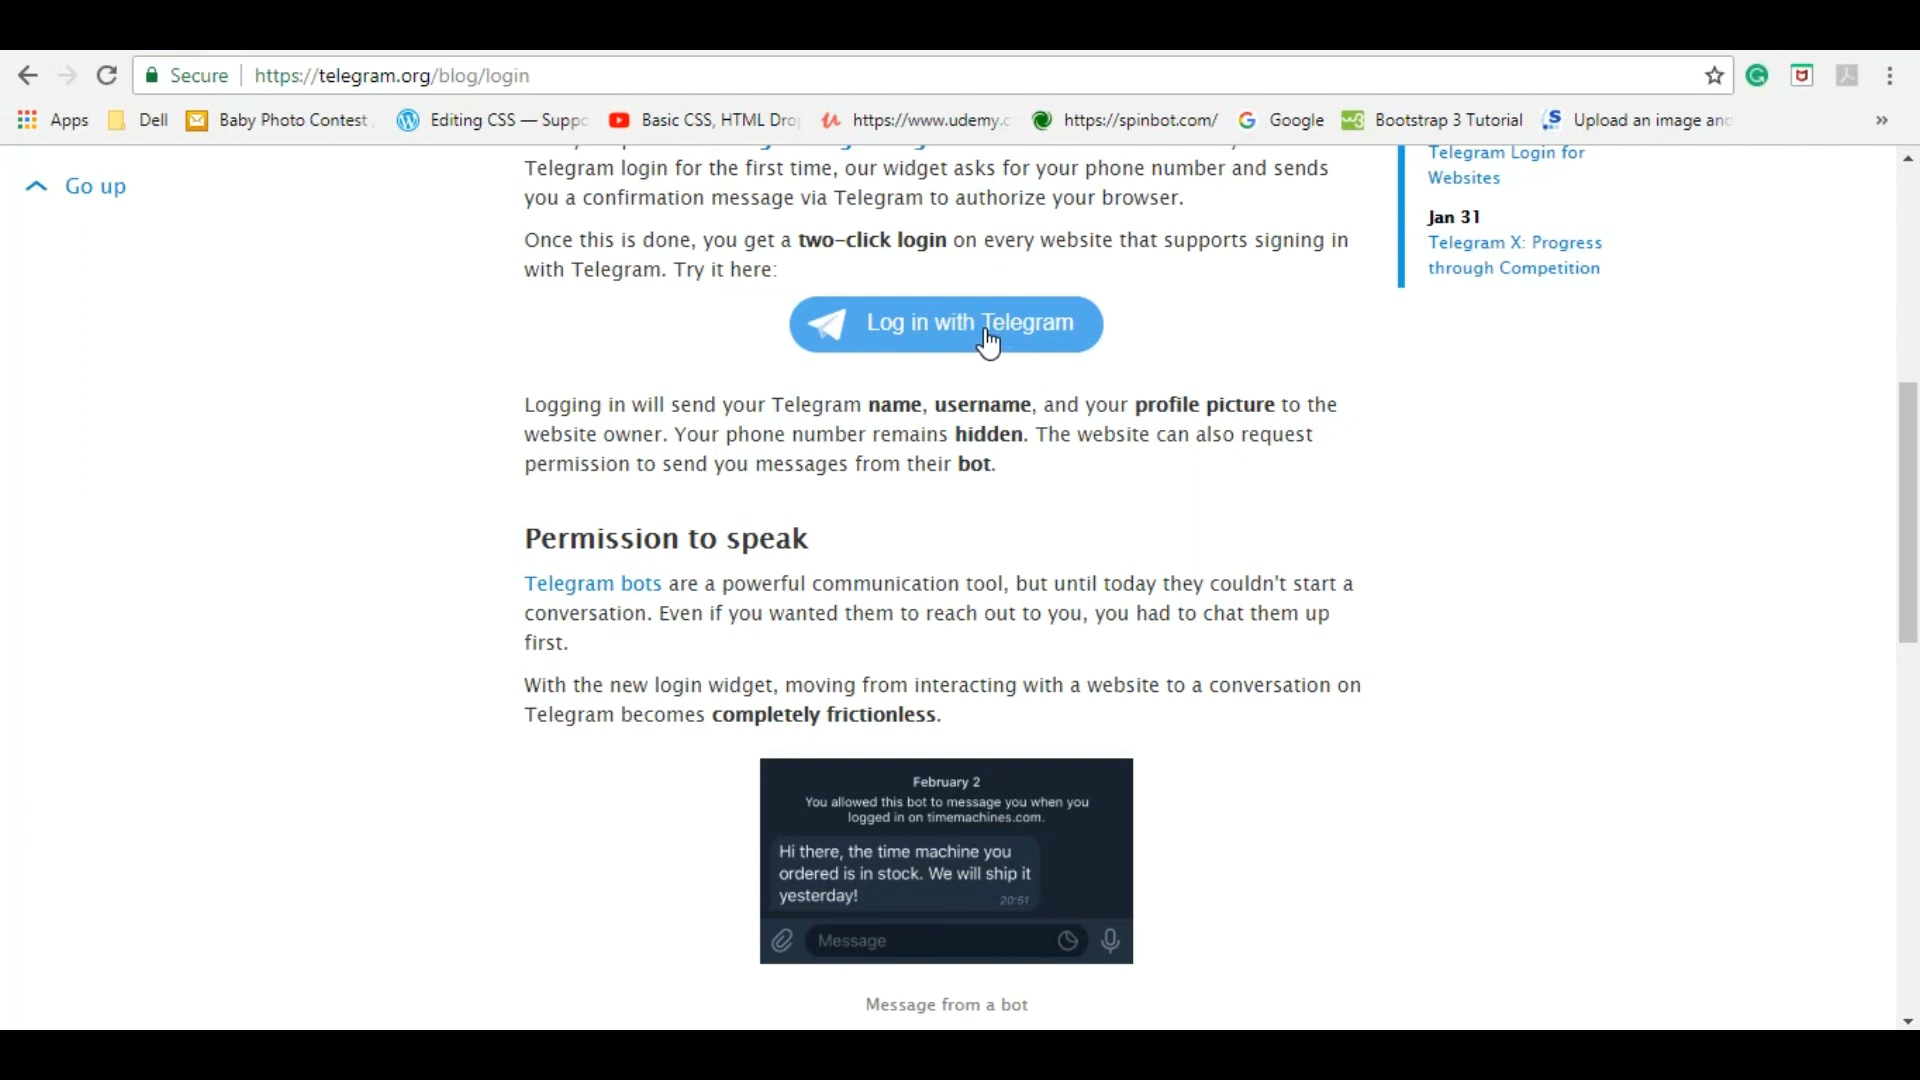 Secure https://telegram.org/blog/login
Apps Dell Baby Photo Contest Editing CSS — Suppo Basic CSS, HTML Dro https://www.udemy.c https://spinbot.com/ Google Bootstrap 3 Tutorial Upload an image an »
Go up
Telegram login for the first time, our widget asks for your phone number and sends
you a confirmation message via Telegram to authorize your browser.
Once this is done, you get a two-click login on every website that supports signing in
with Telegram. Try it here:
Log in with Telegram
Logging in will send your Telegram name, username, and your profile picture to the
website owner. Your phone number remains hidden. The website can also request
permission to send you messages from their bot.
Permission to speak
Telegram bots are a powerful communication tool, but until today they couldn't start a
conversation. Even if you wanted them to reach out to you, you had to chat them up
first.
With the new login widget, moving from interacting with a website to a conversation on
Telegram becomes completely frictionless.
February 2
You allowed this bot to message you when you
logged in on timemachines.com.
Hi there, the time machine you
ordered is in stock. We will ship it
yesterday!
20:51
Message
Message from a bot
Telegram Login for
Websites
Jan 31
Telegram X: Progress
through Competition